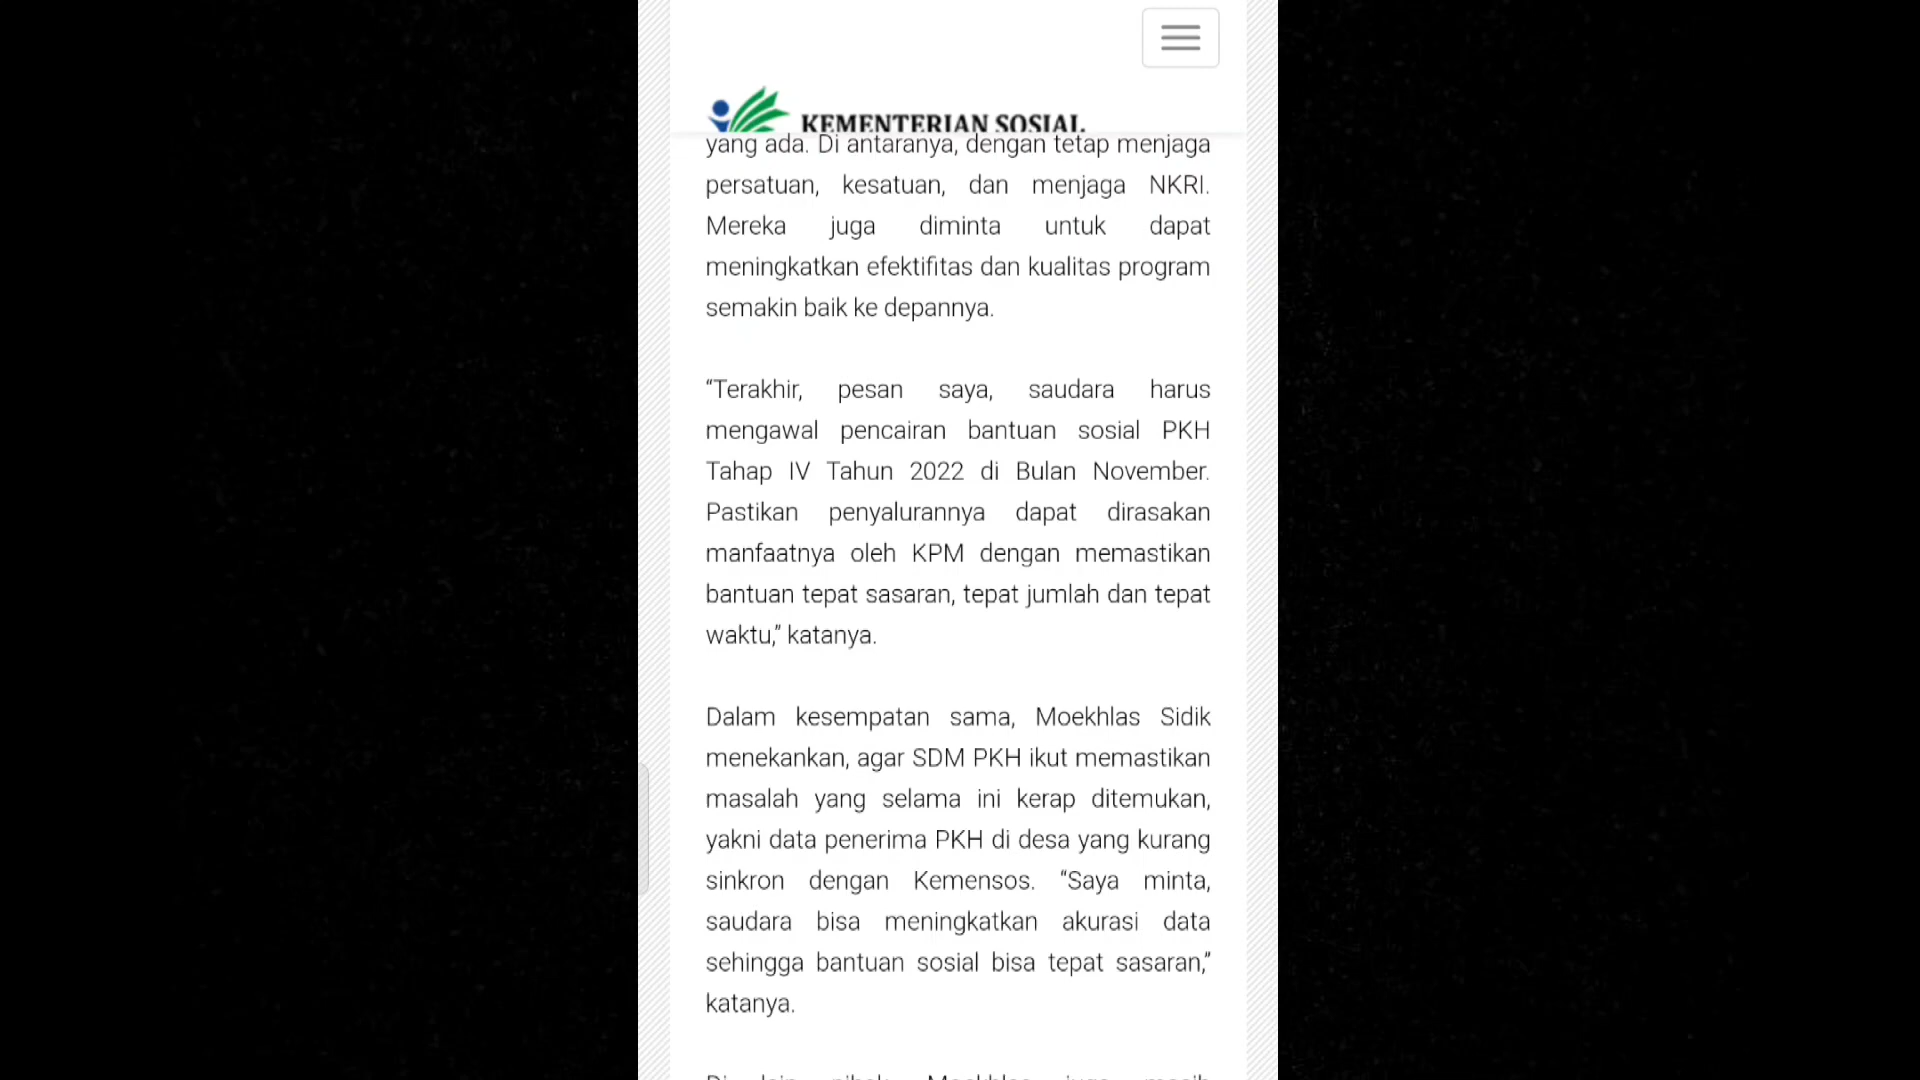 KEMENTERIAN SOSIAL
yang ada. Di antaranya, dengan tetap menjaga
persatuan, kesatuan, dan menjaga NKRI.
Mereka juga diminta untuk dapat
meningkatkan efektifitas dan kualitas program
semakin baik ke depannya.
“Terakhir, pesan saya, saudara harus
mengawal pencairan bantuan sosial PKH
Tahap IV Tahun 2022 di Bulan November.
Pastikan penyalurannya dapat dirasakan
manfaatnya oleh KPM dengan memastikan
bantuan tepat sasaran, tepat jumlah dan tepat
waktu,” katanya.
Dalam kesempatan sama, Moekhlas Sidik
menekankan, agar SDM PKH ikut memastikan
masalah yang selama ini kerap ditemukan,
yakni data penerima PKH di desa yang kurang
sinkron dengan Kemensos. “Saya minta,
saudara bisa meningkatkan akurasi data
sehingga bantuan sosial bisa tepat sasaran,”
katanya.